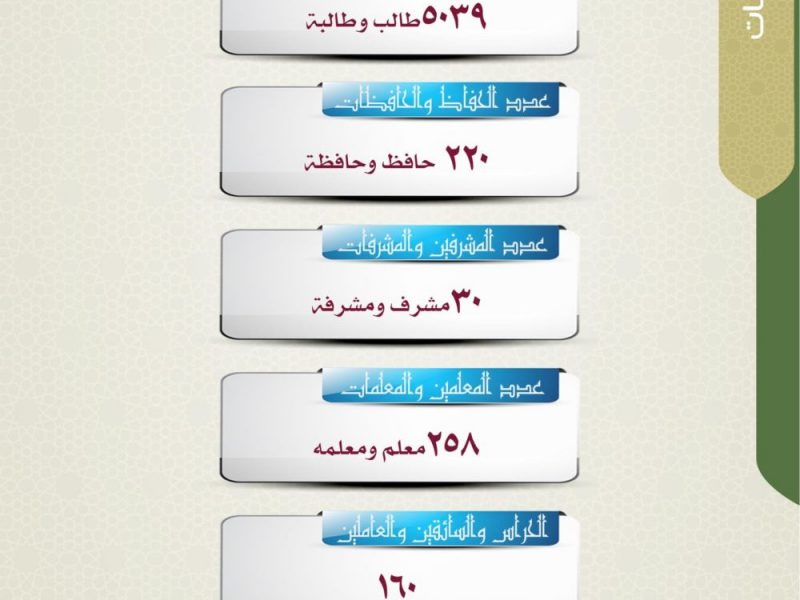 ٥٠٣٩ طالب وطالبة
عدد الحفاظ والحافظات
٢٢٠ حافظ وحافظة
عدد المشرفين والمشرفات
٣٠ مشرف ومشرفة
عدد المعلمين والمعلمات
٢٥٨ معلم ومعلمه
الحراس والسائقين والعاملين
١٦٠